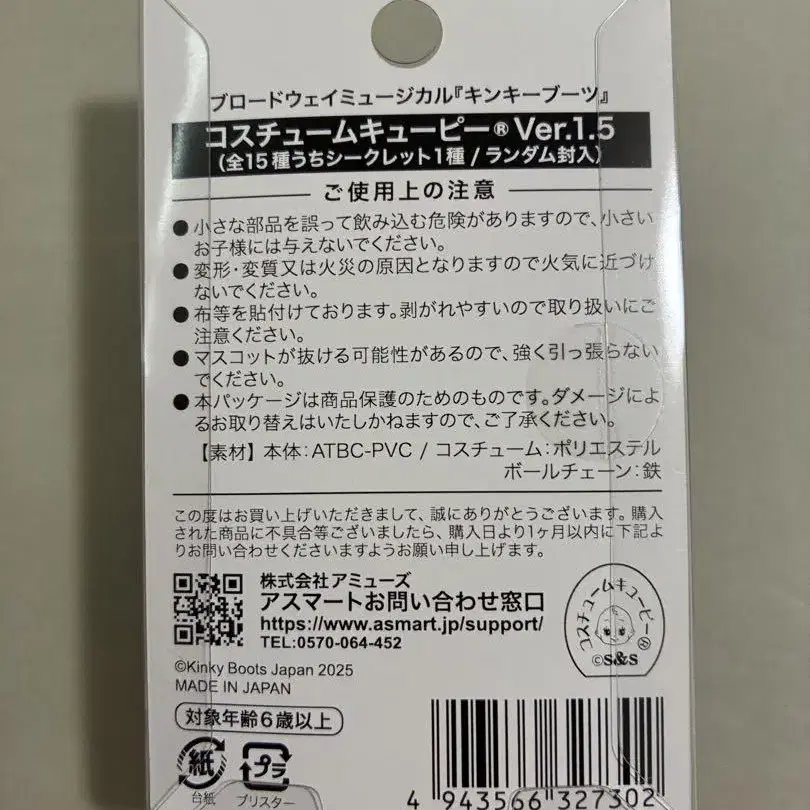 ブロードウェイミュージカル『キンキーブーツ』
コスチュームキューピー® Ver.1.5
(全15種うちシークレット1種 / ランダム封入)
ご使用上の注意
● 小さな部品を誤って飲み込む危険がありますので、小さい
お子様には与えないでください。
● 変形・変質又は火災の原因となりますので火気に近づけ
ないでください。
● 布等を貼付けております。剥がれやすいので取り扱いにご
注意ください。
● マスコットが抜ける可能性があるので、強く引っ張らない
でください。
● 本パッケージは商品保護のためのものです。ダメージによ
るお取り替えはいたしかねますので、ご了承ください。
【素材】本体:ATBC-PVC / コスチューム:ポリエステル
ボールチェーン:鉄
この度はお買い上げいただきまして、誠にありがとうございます。購入
された商品に不具合等ございましたら、購入日より1ヶ月以内に下記よ
りお問い合わせくださいますようお願い申し上げます。
株式会社アミューズ
アスマートお問い合わせ窓口
https://www.asmart.jp/support/
TEL:0570-064-452
コスチュームキューピー®
©S&S
©Kinky Boots Japan 2025
MADE IN JAPAN
対象年齢6歳以上
紙
台紙
プラ
ブリスター
4 943566 327302